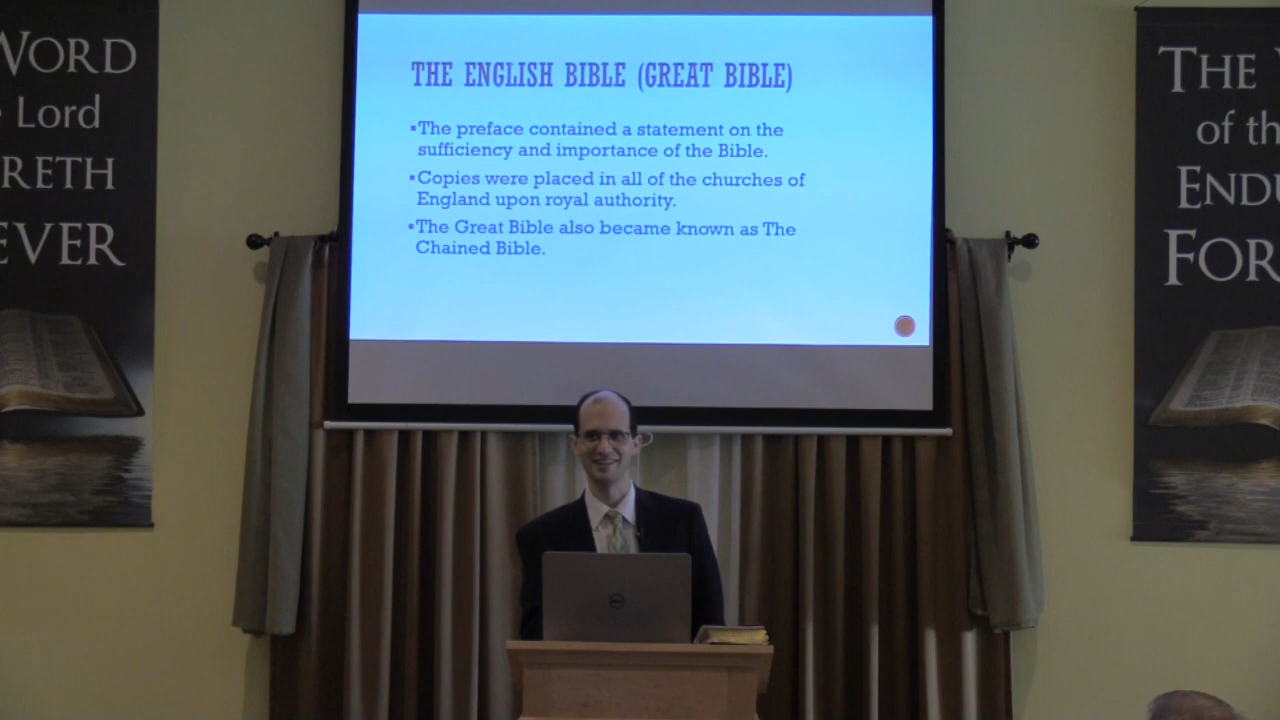 WORD
Lord
RETH
EVER
THE ENGLISH BIBLE (GREAT BIBLE)
▪The preface contained a statement on the
sufficiency and importance of the Bible.
▪Copies were placed in all of the churches of
England upon royal authority.
▪The Great Bible also became known as The
Chained Bible.
DELL
THE
of th
ENDU
FOR